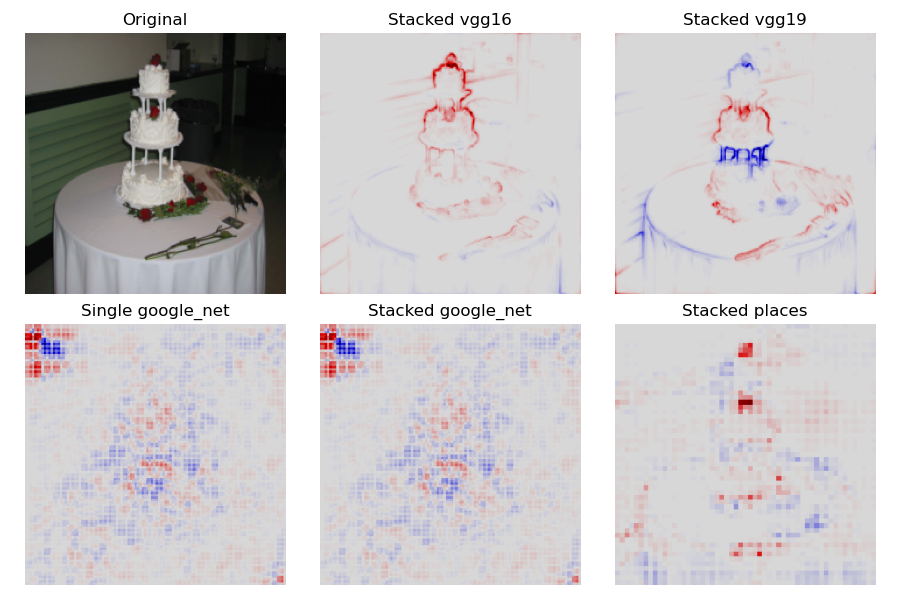 Original
Stacked vgg16
Stacked vgg19
Single google_net
Stacked google_net
Stacked places